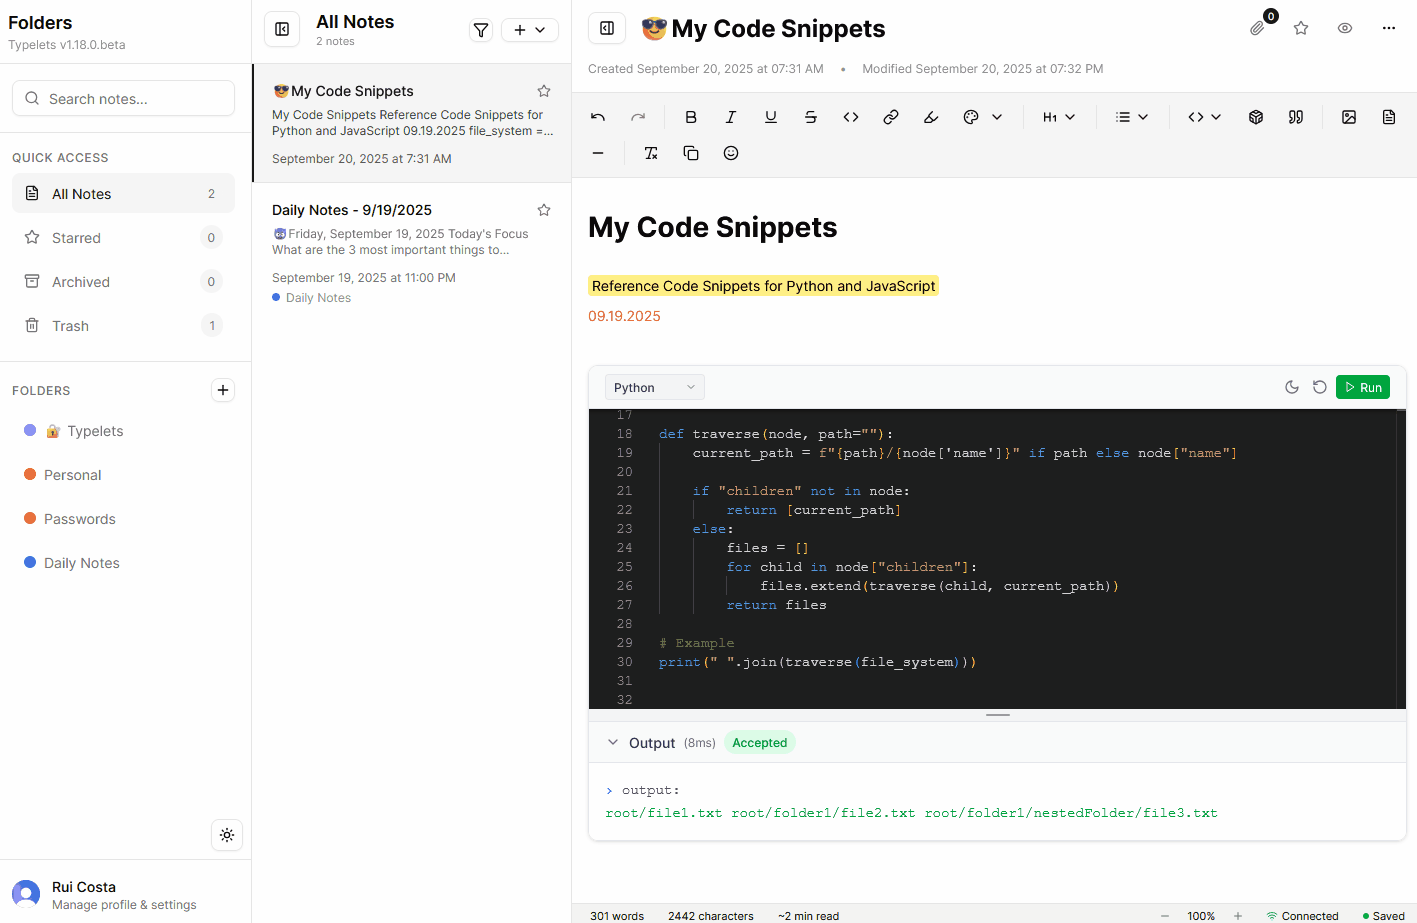 Folders
Typelets v1.18.0.beta
Search notes...
QUICK ACCESS
All Notes 2
Starred 0
Archived 0
Trash 1
FOLDERS
Typelets
Personal
Passwords
Daily Notes
Rui Costa
Manage profile & settings
All Notes
2 notes
My Code Snippets
My Code Snippets Reference Code Snippets for
Python and JavaScript 09.19.2025 file_system =...
September 20, 2025 at 7:31 AM
Daily Notes - 9/19/2025
Friday, September 19, 2025 Today's Focus
What are the 3 most important things to...
September 19, 2025 at 11:00 PM
Daily Notes
My Code Snippets
0
Created September 20, 2025 at 07:31 AM • Modified September 20, 2025 at 07:32 PM
H1
My Code Snippets
Reference Code Snippets for Python and JavaScript
09.19.2025
Python
Run
17
18 def traverse(node, path=""):
19 current_path = f"{path}/{node['name']}" if path else node["name"]
20
21 if "children" not in node:
22 return [current_path]
23 else:
24 files = []
25 for child in node["children"]:
26 files.extend(traverse(child, current_path))
27 return files
28
29 # Example
30 print(" ".join(traverse(file_system)))
31
32
Output (8ms) Accepted
› output:
root/file1.txt root/folder1/file2.txt root/folder1/nestedFolder/file3.txt
301 words 2442 characters ~2 min read
100% Connected Saved